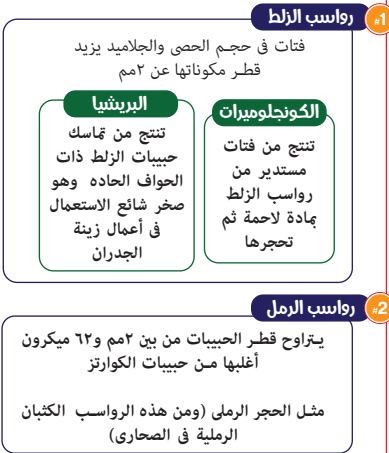 #1 رواسب الزلط
فتات فى حجم الحصى والجلاميد يزيد
قطر مكوناتها عن ٢مم
الكونجلوميرات
تنتج من فتات
مستدير من
رواسب الزلط
بمادة لاحمة ثم
تحجرها
البريشيا
تنتج من تماسك
حبيبات الزلط ذات
الحواف الحاده وهو
صخر شائع الاستعمال
فى أعمال زينة
الجدران
#2 رواسب الرمل
يتراوح قطر الحبيبات من بين ٢مم و٦٢ ميكرون
أغلبها من حبيبات الكوارتز
مثل الحجر الرملى (ومن هذه الرواسب الكثبان
الرملية فى الصحارى)